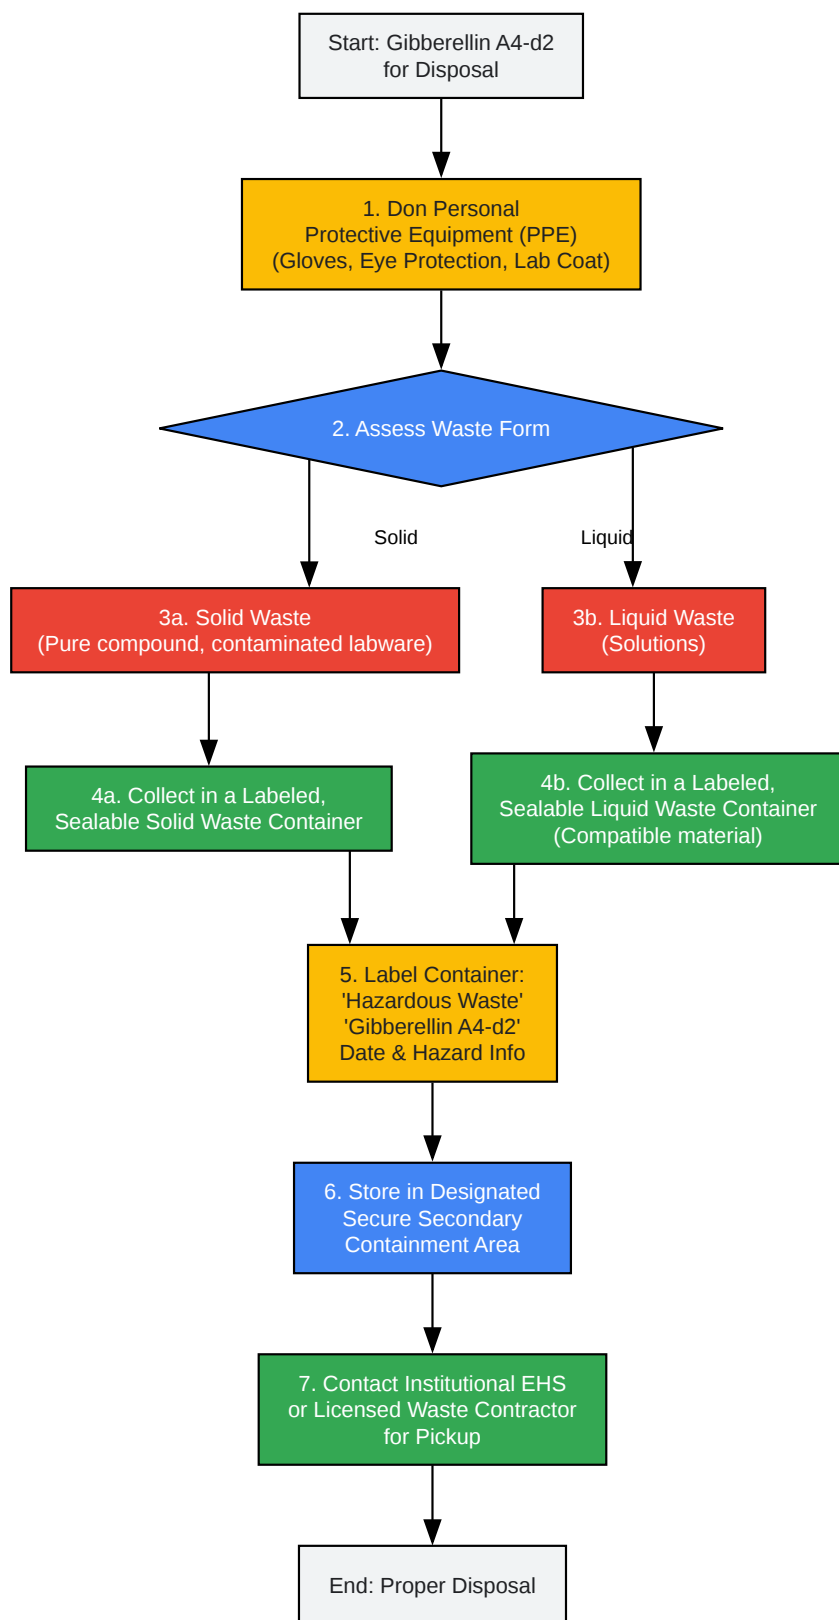 Start: Gibberellin A4-d2
for Disposal
1. Don Personal
Protective Equipment (PPE)
(Gloves, Eye Protection, Lab Coat)
2. Assess Waste Form
Solid
Liquid
3a. Solid Waste
(Pure compound, contaminated labware)
3b. Liquid Waste
(Solutions)
4a. Collect in a Labeled,
Sealable Solid Waste Container
4b. Collect in a Labeled,
Sealable Liquid Waste Container
(Compatible material)
5. Label Container:
'Hazardous Waste'
'Gibberellin A4-d2'
Date & Hazard Info
6. Store in Designated
Secure Secondary
Containment Area
7. Contact Institutional EHS
or Licensed Waste Contractor
for Pickup
End: Proper Disposal